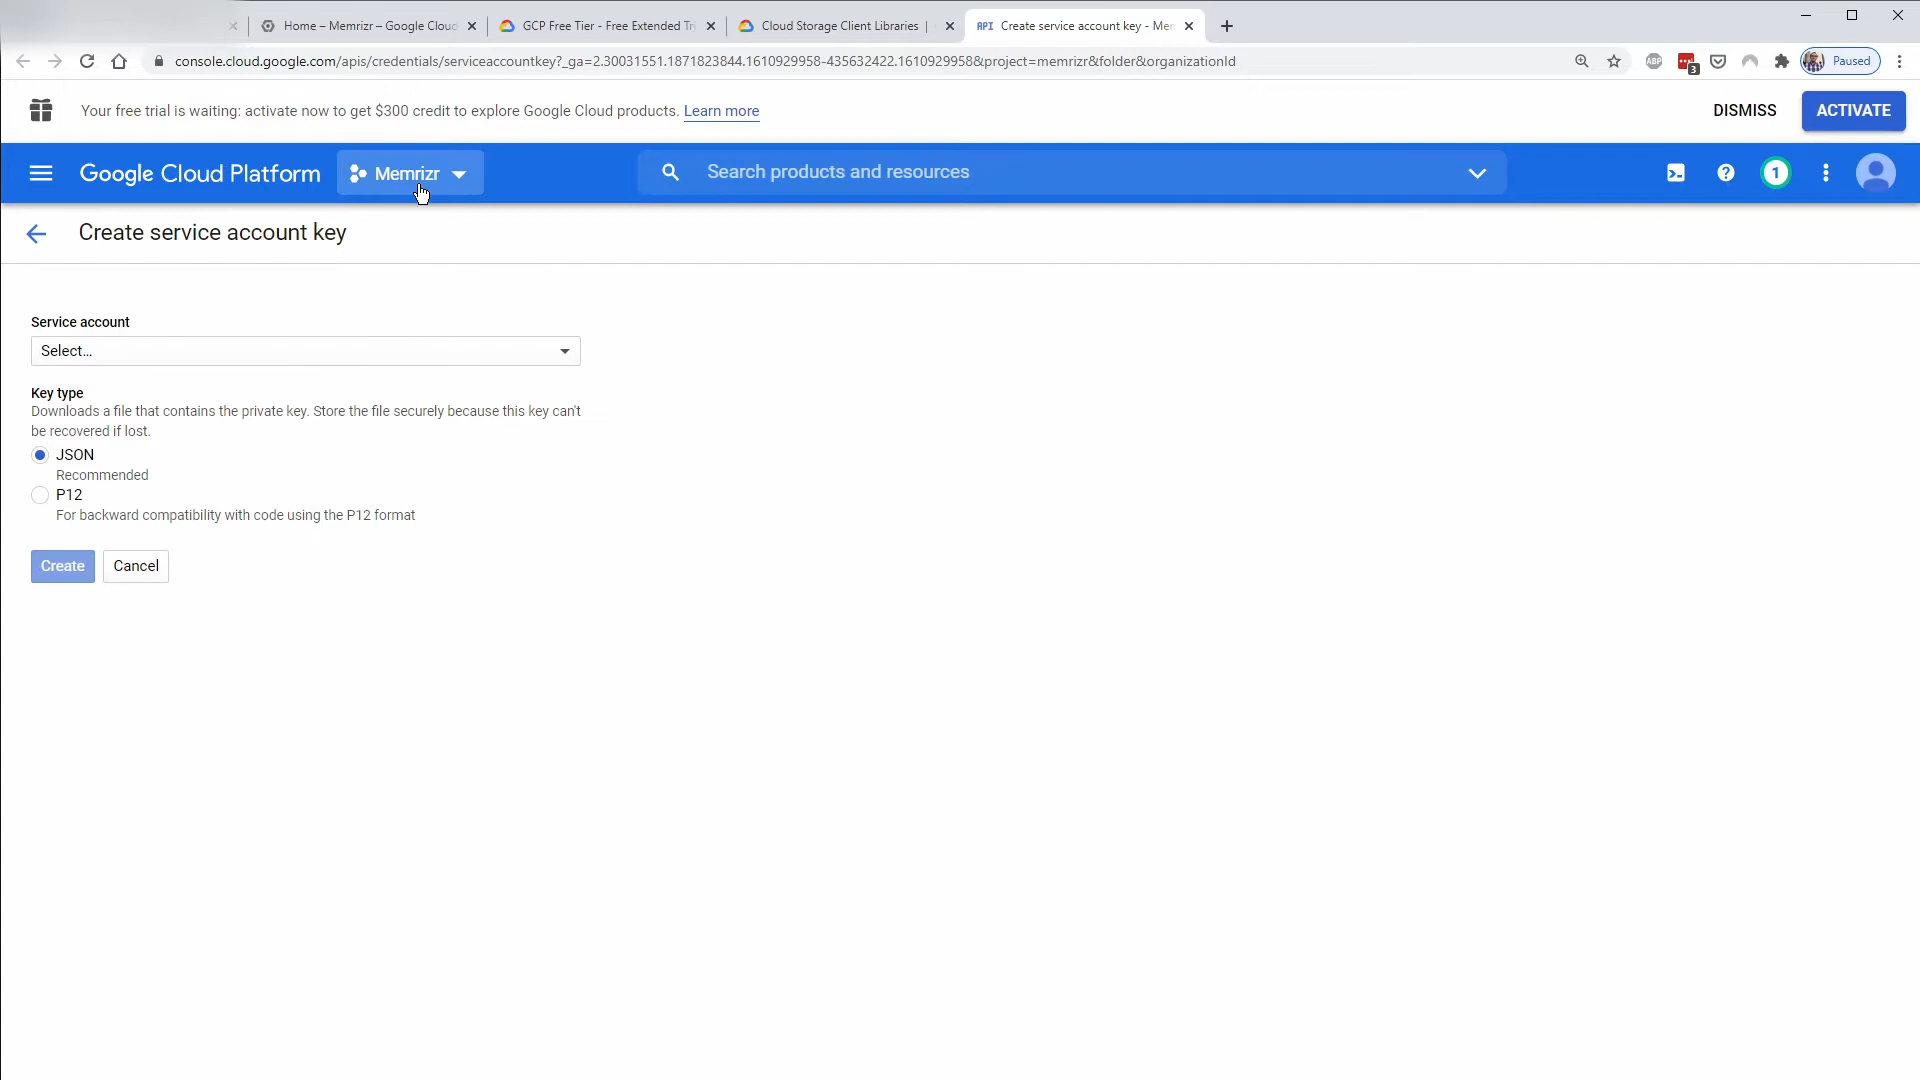 Home – Memrizr – Google Cloud
GCP Free Tier - Free Extended Tri
Cloud Storage Client Libraries |
API Create service account key - Mem
console.cloud.google.com/apis/credentials/serviceaccountkey?_ga=2.30031551.1871823844.1610929958-435632422.1610929958&project=memrizr&folder&organizationId
ABP
3
Paused
Your free trial is waiting: activate now to get $300 credit to explore Google Cloud products. Learn more
DISMISS
ACTIVATE
Google Cloud Platform
Memrizr
Search products and resources
1
Create service account key
Service account
Select...
Key type
Downloads a file that contains the private key. Store the file securely because this key can't
be recovered if lost.
JSON
Recommended
P12
For backward compatibility with code using the P12 format
Create
Cancel